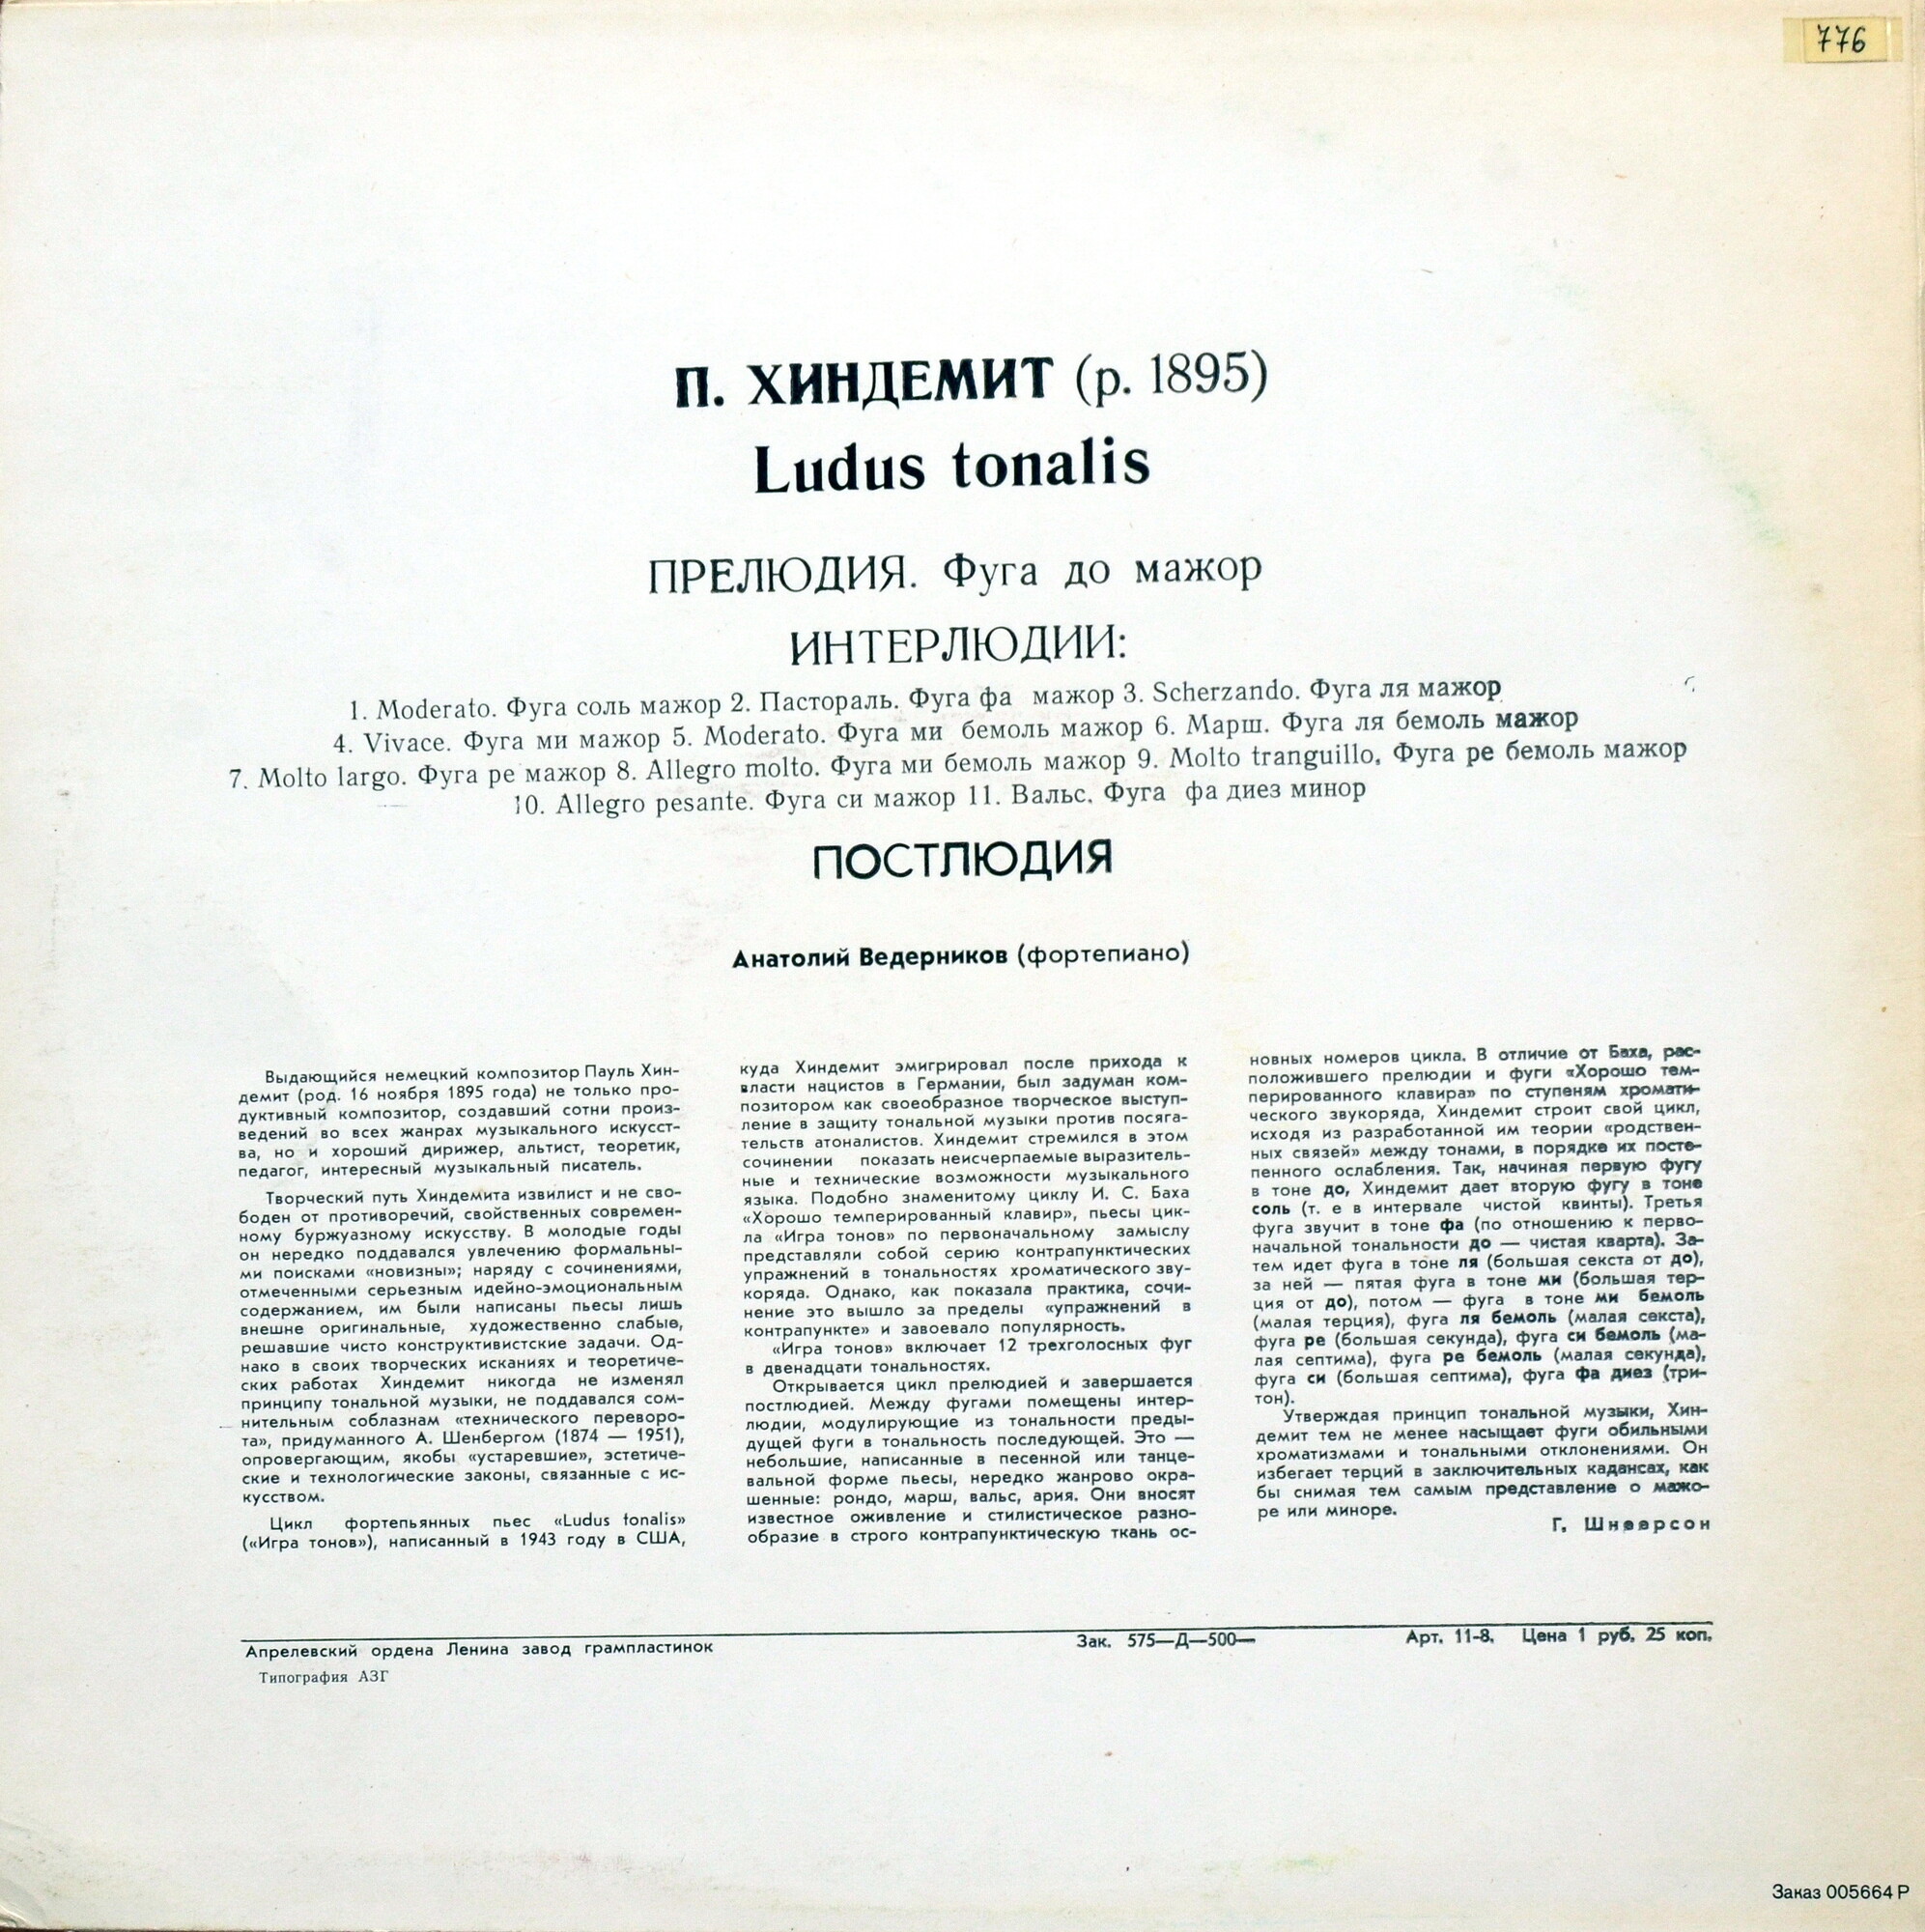 776
П. ХИНДЕМИТ (р. 1895)
Ludus tonalis
ПРЕЛЮДИЯ. Фуга до мажор
ИНТЕРЛЮДИИ:
1. Moderato. Фуга соль мажор 2. Пастораль. Фуга фа мажор 3. Scherzando. Фуга ля мажор
4. Vivace. Фуга ми мажор 5. Moderato. Фуга ми бемоль мажор 6. Марш. Фуга ля бемоль мажор
7. Molto largo. Фуга ре мажор 8. Allegro molto. Фуга ми бемоль мажор 9. Molto tranguillo. Фуга ре бемоль мажор
10. Allegro pesante. Фуга си мажор 11. Вальс. Фуга фа диез минор
ПОСТЛЮДИЯ
Анатолий Ведерников (фортепиано)
Выдающийся немецкий композитор Пауль Хин-
демит (род. 16 ноября 1895 года) не только про-
дуктивный композитор, создавший сотни произ-
ведений во всех жанрах музыкального искусст-
ва, но и хороший дирижер, альтист, теоретик,
педагог, интересный музыкальный писатель.
Творческий путь Хиндемита извилист и не сво-
боден от противоречий, свойственных современ-
ному буржуазному искусству. В молодые годы
он нередко поддавался увлечению формальны-
ми поисками «новизны»; наряду с сочинениями,
отмеченными серьезным идейно-эмоциональным
содержанием, им были написаны пьесы лишь
внешне оригинальные, художественно слабые,
решавшие чисто конструктивистские задачи. Од-
нако в своих творческих исканиях и теоретиче-
ских работах Хиндемит никогда не изменял
принципу тональной музыки, не поддавался сом-
нительным соблазнам «технического переворо-
та», придуманного А. Шенбергом (1874 — 1951),
опровергающим, якобы «устаревшие», эстетиче-
ские и технологические законы, связанные с ис-
кусством.
Цикл фортепьянных пьес «Ludus tonalis»
(«Игра тонов»), написанный в 1943 году в США,
куда Хиндемит эмигрировал после прихода к
власти нацистов в Германии, был задуман ком-
позитором как своеобразное творческое выступ-
ление в защиту тональной музыки против посяга-
тельств атоналистов. Хиндемит стремился в этом
сочинении показать неисчерпаемые выразитель-
ные и технические возможности музыкального
языка. Подобно знаменитому циклу И. С. Баха
«Хорошо темперированный клавир», пьесы цик-
ла «Игра тонов» по первоначальному замыслу
представляли собой серию контрапунктических
упражнений в тональностях хроматического зву-
коряда. Однако, как показала практика, сочи-
нение это вышло за пределы «упражнений в
контрапункте» и завоевало популярность.
«Игра тонов» включает 12 трехголосных фуг
в двенадцати тональностях.
Открывается цикл прелюдией и завершается
постлюдией. Между фугами помещены интер-
людии, модулирующие из тональности преды-
дущей фуги в тональность последующей. Это —
небольшие, написанные в песенной или танце-
вальной форме пьесы, нередко жанрово окра-
шенные: рондо, марш, вальс, ария. Они вносят
известное оживление и стилистическое разно-
образие в строго контрапунктическую ткань ос-
новных номеров цикла. В отличие от Баха, рас-
положившего прелюдии и фуги «Хорошо тем-
перированного клавира» по ступеням хромати-
ческого звукоряда, Хиндемит строит свой цикл,
исходя из разработанной им теории «родствен-
ных связей» между тонами, в порядке их посте-
пенного ослабления. Так, начиная первую фугу
в тоне до, Хиндемит дает вторую фугу в тоне
соль (т. е в интервале чистой квинты). Третья
фуга звучит в тоне фа (по отношению к перво-
начальной тональности до — чистая кварта). За-
тем идет фуга в тоне ля (большая секста от до),
за ней — пятая фуга в тоне ми (большая тер-
ция от до), потом — фуга в тоне ми бемоль
(малая терция), фуга ля бемоль (малая секста),
фуга ре (большая секунда), фуга си бемоль (ма-
лая септима), фуга ре бемоль (малая секунда),
фуга си (большая септима), фуга фа диез (три-
тон).
Утверждая принцип тональной музыки, Хин-
демит тем не менее насыщает фуги обильными
хроматизмами и тональными отклонениями. Он
избегает терций в заключительных кадансах, как
бы снимая тем самым представление о мажо-
ре или миноре.
Г. Шнеерсон
Апрелевский ордена Ленина завод грампластинок Зак. 575—Д—500— Арт. 11-8. Цена 1 руб. 25 коп.
Типография АЗГ
Заказ 005664 Р